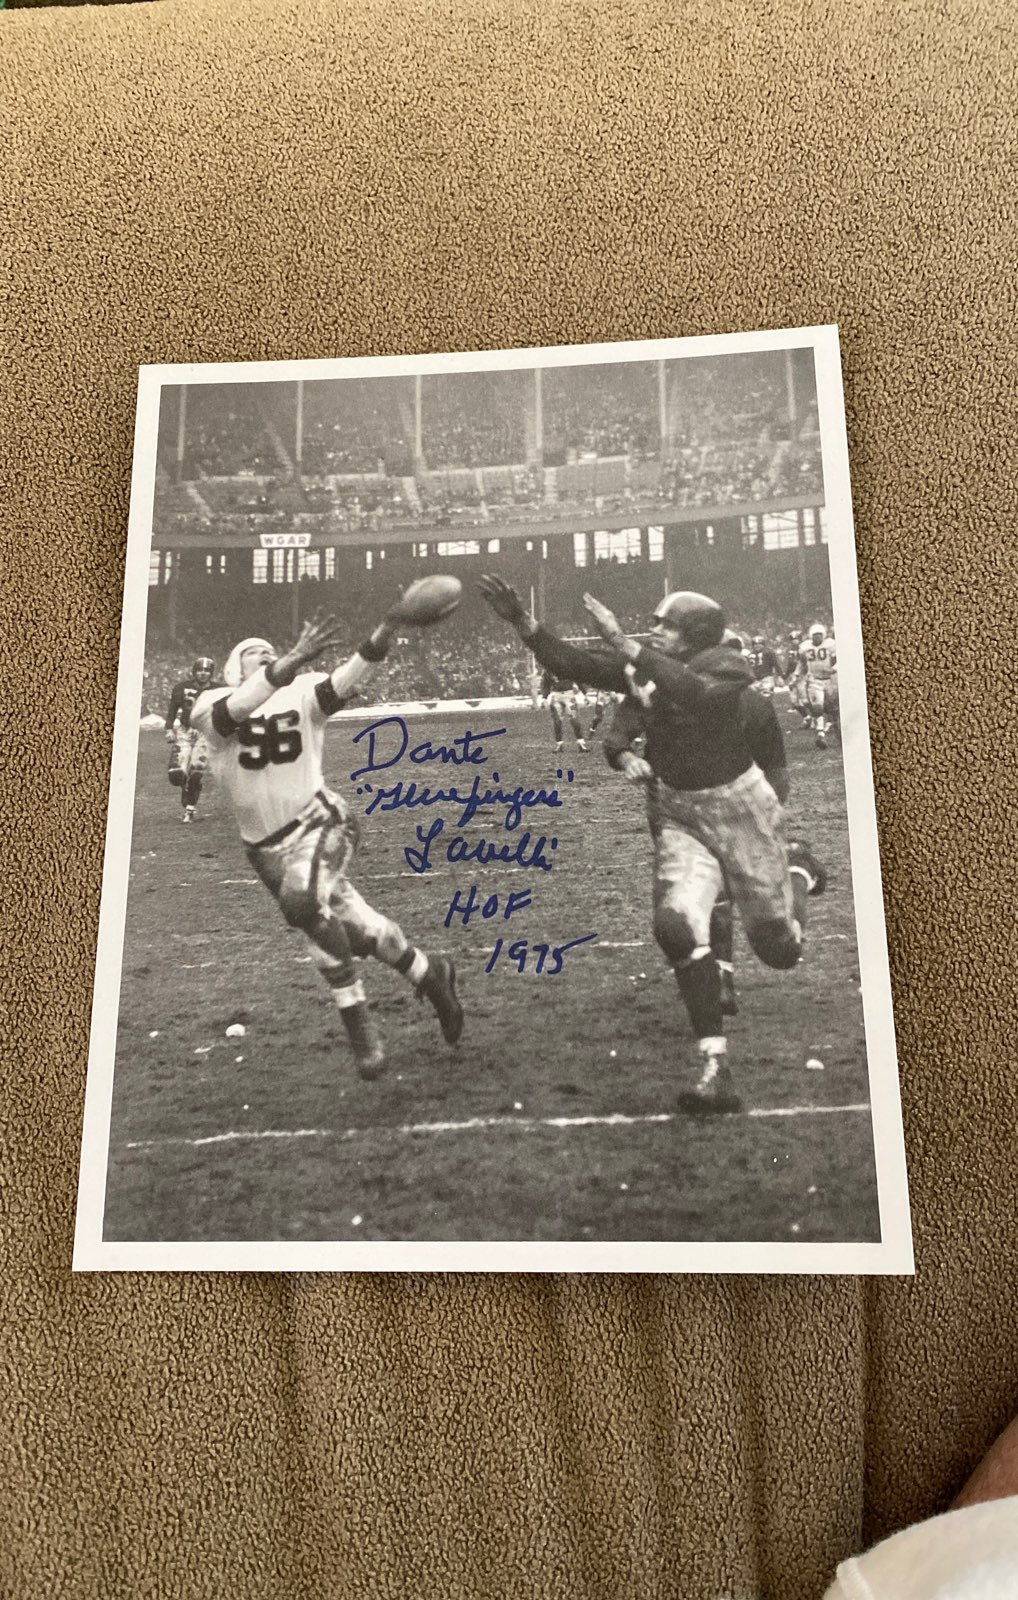 WGAR
56
30
Dante
"Gluefingers"
Lavelli
HOF
1975